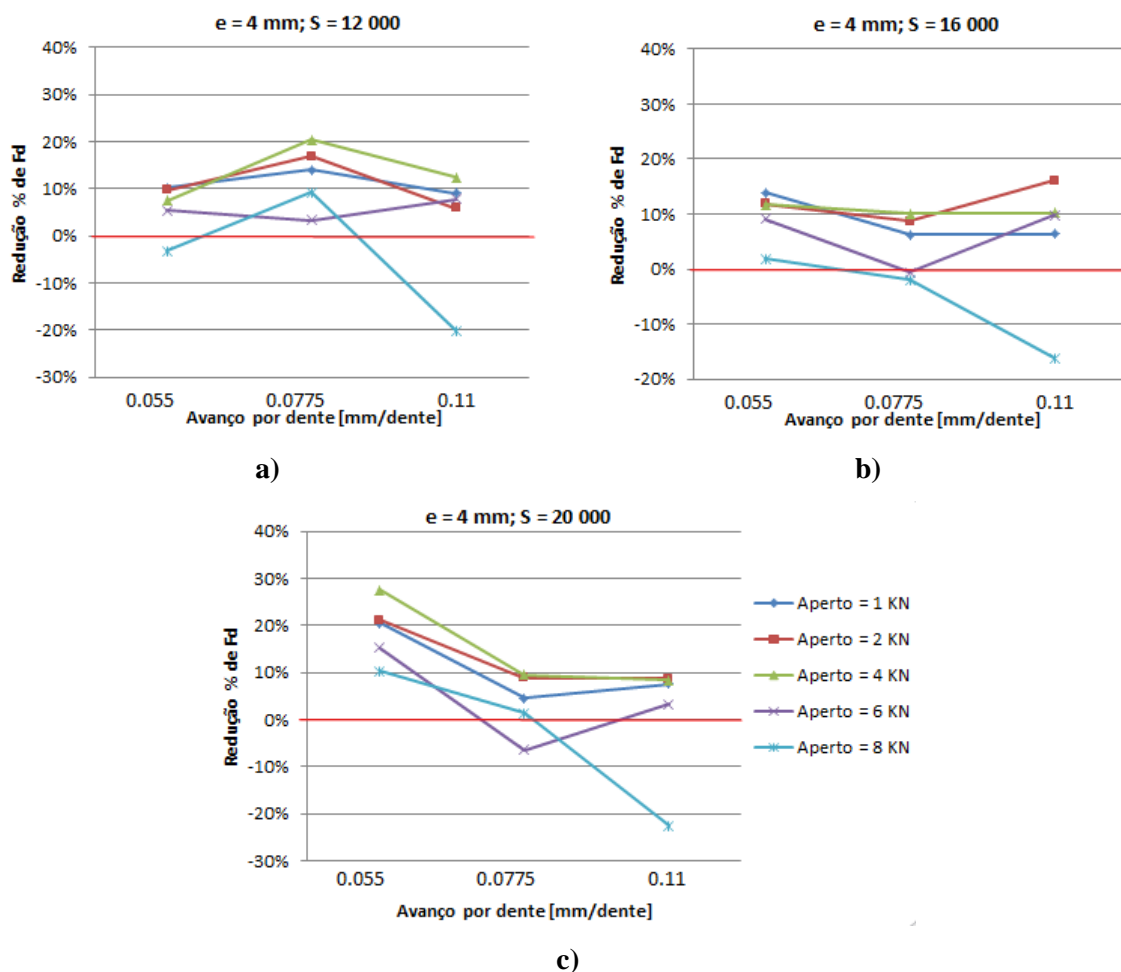 e = 4 mm; S = 12 000
40%
30%
20%
10%
0%
-10%
-20%
-30%
Redução % de Fd
0.055 0.0775 0.11
Avanço por dente [mm/dente]
a)
e = 4 mm; S = 16 000
40%
30%
20%
10%
0%
-10%
-20%
Redução % de Fd
0.055 0.0775 0.11
Avanço por dente [mm/dente]
b)
e = 4 mm; S = 20 000
40%
30%
20%
10%
0%
-10%
-20%
-30%
Redução % de Fd
0.055 0.0775 0.11
Avanço por dente [mm/dente]
Aperto = 1 KN
Aperto = 2 KN
Aperto = 4 KN
Aperto = 6 KN
Aperto = 8 KN
c)